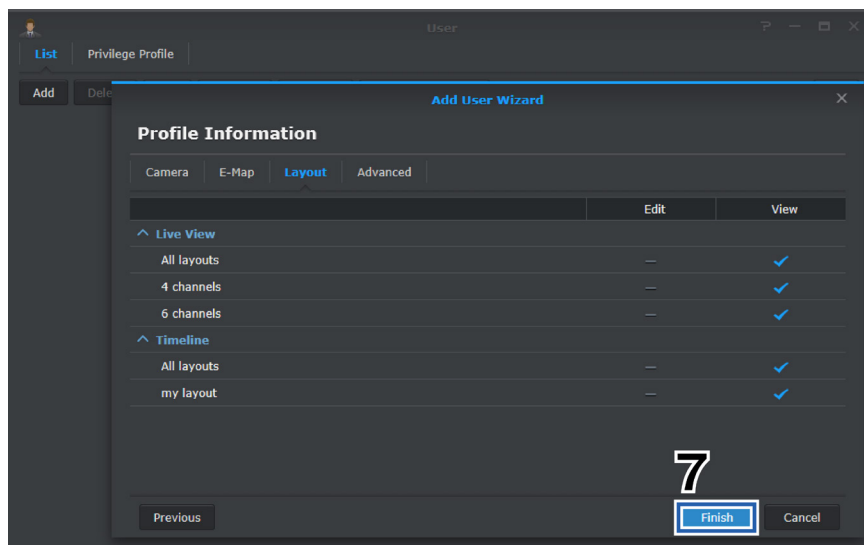 User
List Privilege Profile
Add Dele
Add User Wizard
Profile Information
Camera E-Map Layout Advanced
Edit View
Live View
All layouts
4 channels
6 channels
Timeline
All layouts
my layout
7
Previous Finish Cancel